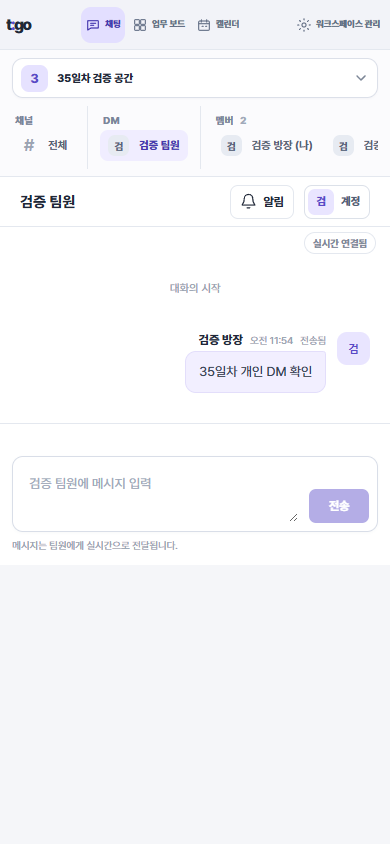 t:go
채팅
업무 보드
캘린더
워크스페이스 관리
3
35일차 검증 공간
채널
# 전체
DM
검 검증 팀원
멤버 2
검 검증 방장 (나)
검
검증 팀원
알림
검 계정
실시간 연결됨
대화의 시작
검증 방장 오전 11:54 전송됨
검
35일차 개인 DM 확인
검증 팀원에 메시지 입력
전송
메시지는 팀원에게 실시간으로 전달됩니다.